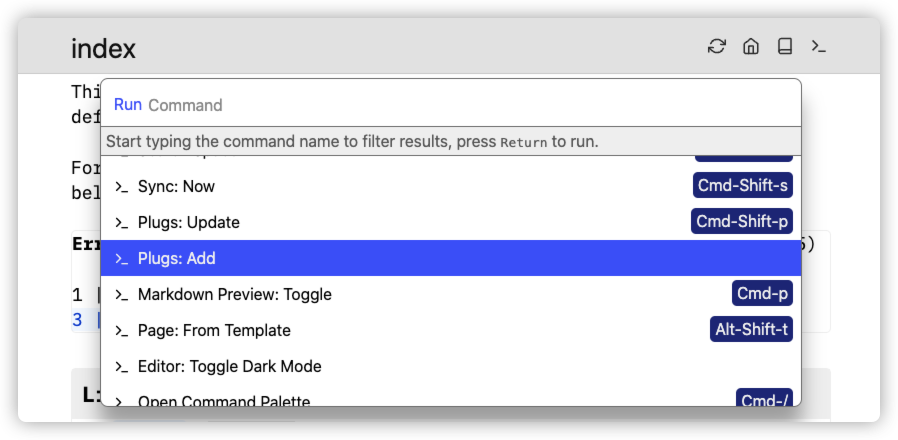 index
Thi
def
Run Command
Start typing the command name to filter results, press Return to run.
For
bel
>_ Sync: Now Cmd-Shift-s
>_ Plugs: Update Cmd-Shift-p
Err
>_ Plugs: Add
>_ Markdown Preview: Toggle Cmd-p
1 |
>_ Page: From Template Alt-Shift-t
3 |
>_ Editor: Toggle Dark Mode
Li
>_ Open Command Palette Cmd-/